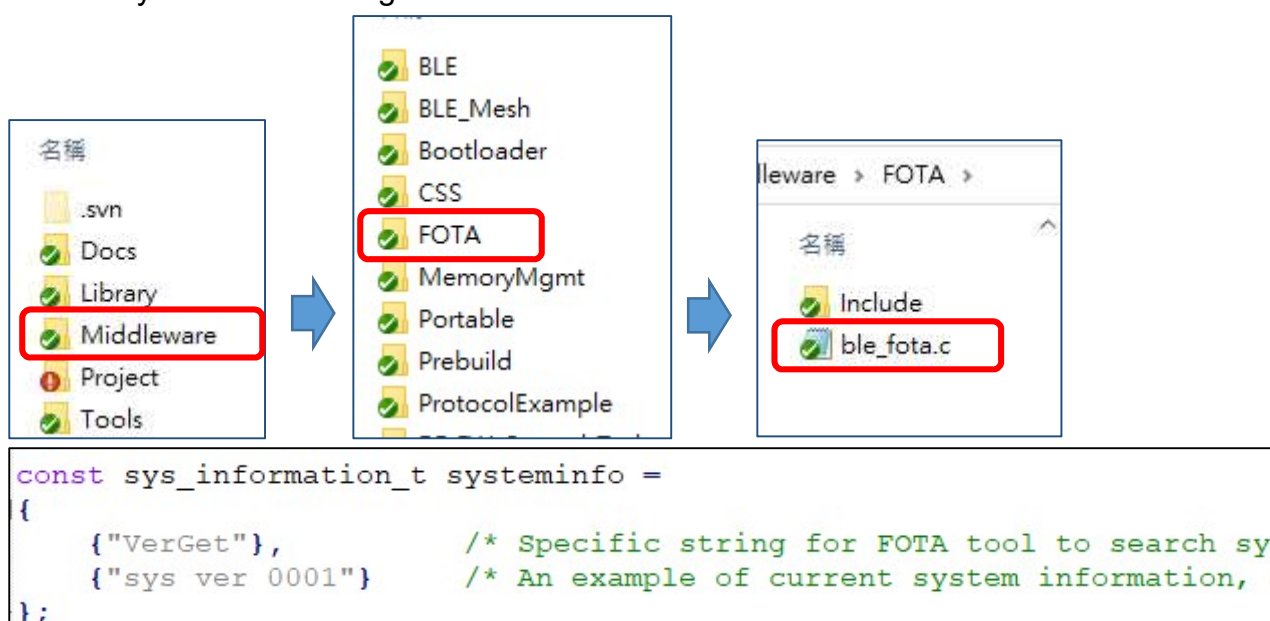 名稱
.svn
Docs
Library
Middleware
Project
Tools
BLE
BLE_Mesh
Bootloader
CSS
FOTA
MemoryMgmt
Portable
Prebuild
ProtocolExample
lleware › FOTA ›
名稱
Include
ble_fota.c
const sys_information_t systeminfo =
{
{"VerGet"}, /* Specific string for FOTA tool to search sy
{"sys ver 0001"} /* An example of current system information,
};